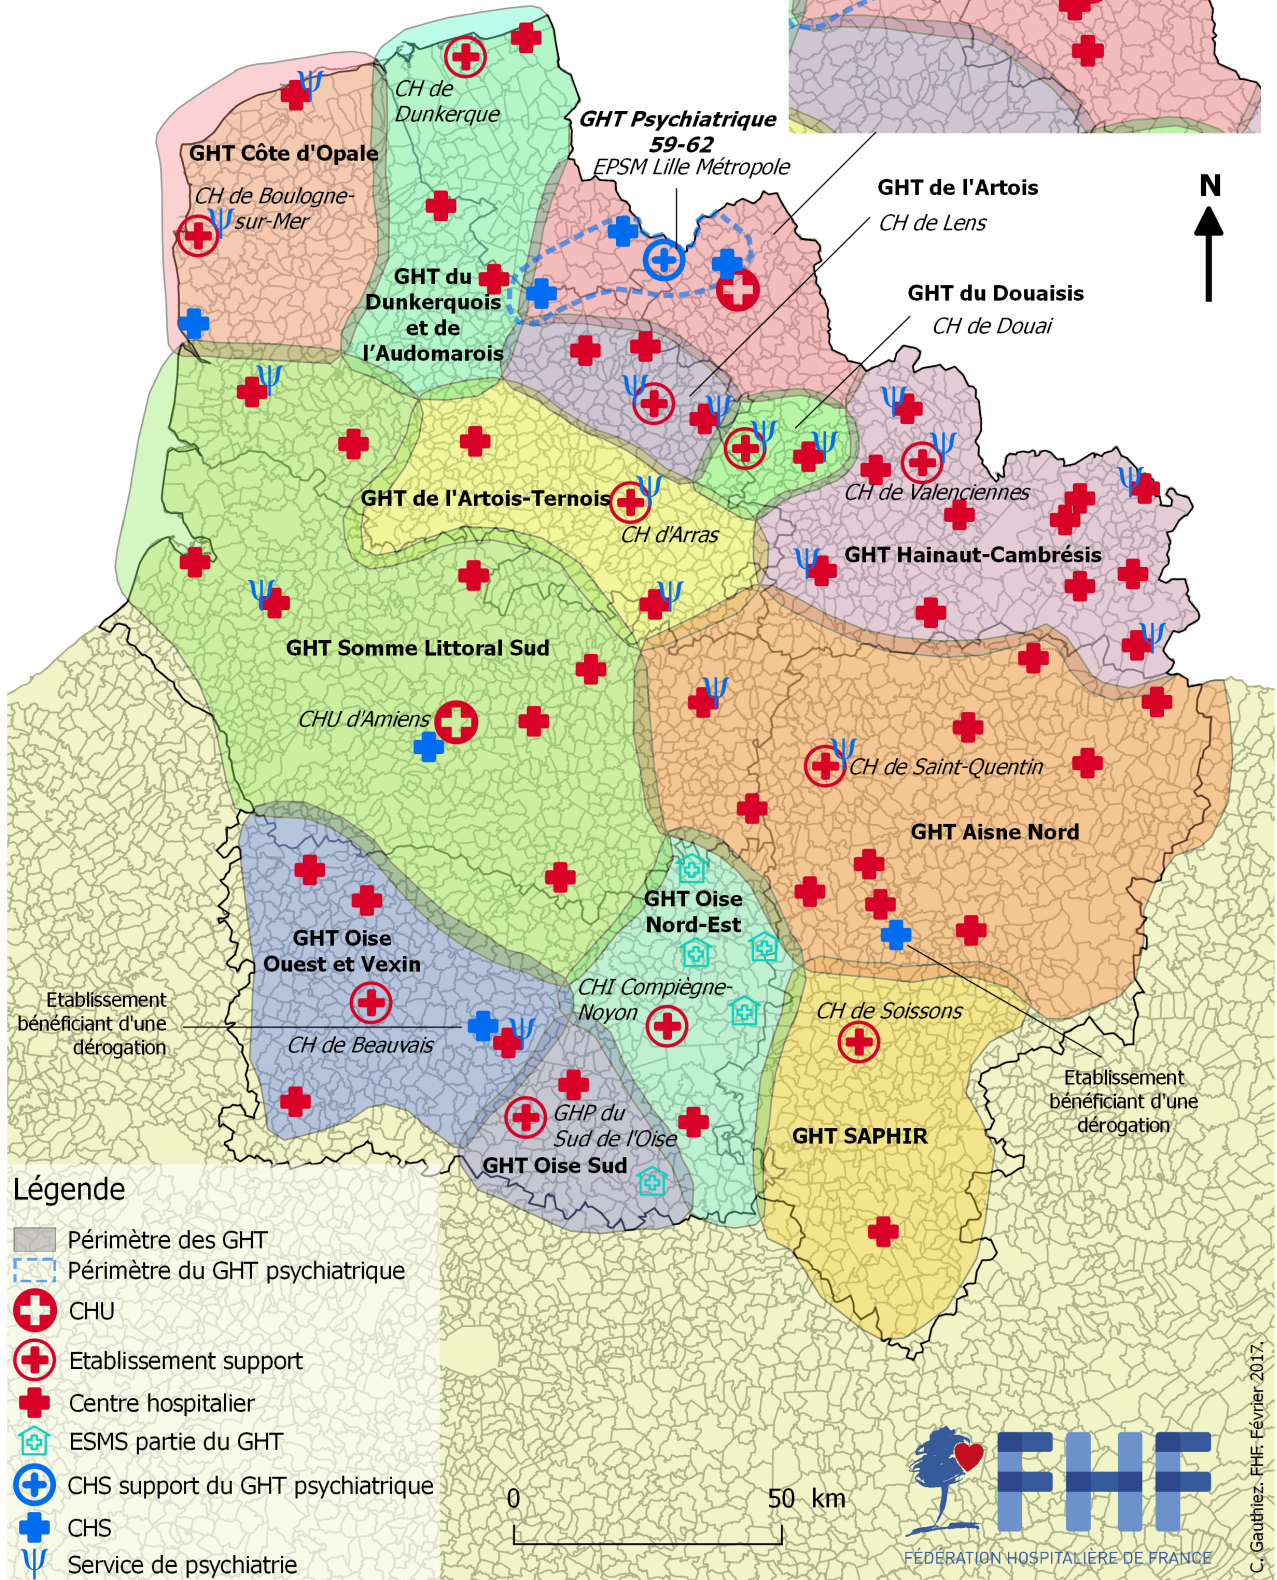 CH de
Dunkerque
GHT Psychiatrique
59-62
EPSM Lille Métropole
GHT Côte d'Opale
CH de Boulogne-
sur-Mer
N
GHT de l'Artois
CH de Lens
GHT du
Dunkerquois
et de
l’Audomarois
GHT du Douaisis
CH de Douai
GHT de l'Artois-Ternois
CH d'Arras
CH de Valenciennes
GHT Hainaut-Cambrésis
GHT Somme Littoral Sud
CHU d'Amiens
CH de Saint-Quentin
GHT Aisne Nord
GHT Oise
Nord-Est
GHT Oise
Ouest et Vexin
CHI Compiègne-
Noyon
Etablissement
bénéficiant d'une
dérogation
CH de Beauvais
CH de Soissons
Etablissement
bénéficiant d'une
dérogation
GHP du
Sud de l'Oise
GHT Oise Sud
GHT SAPHIR
Légende
Périmètre des GHT
Périmètre du GHT psychiatrique
CHU
Etablissement support
Centre hospitalier
ESMS partie du GHT
CHS support du GHT psychiatrique
CHS
Service de psychiatrie
0 50 km
FHF
FÉDÉRATION HOSPITALIÈRE DE FRANCE
C. Gauthiez. FHF. Février 2017.